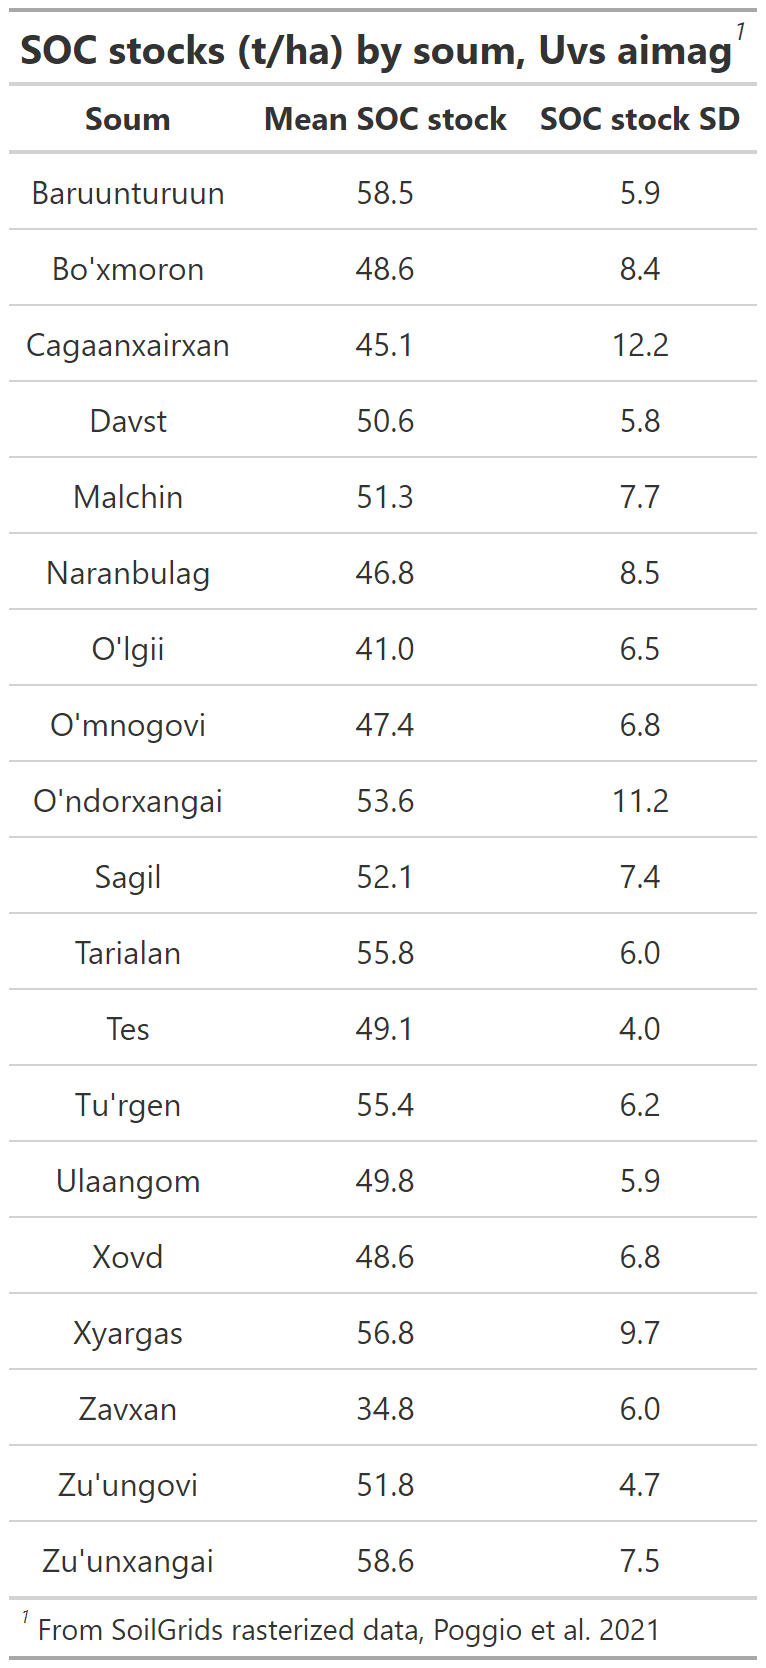 SOC stocks (t/ha) by soum, Uvs aimag1
Soum Mean SOC stock SOC stock SD
Baruunturuun 58.5 5.9
Bo'xmoron 48.6 8.4
Cagaanxairxan 45.1 12.2
Davst 50.6 5.8
Malchin 51.3 7.7
Naranbulag 46.8 8.5
O'lgii 41.0 6.5
O'mnogovi 47.4 6.8
O'ndorxangai 53.6 11.2
Sagil 52.1 7.4
Tarialan 55.8 6.0
Tes 49.1 4.0
Tu'rgen 55.4 6.2
Ulaangom 49.8 5.9
Xovd 48.6 6.8
Xyargas 56.8 9.7
Zavxan 34.8 6.0
Zu'ungovi 51.8 4.7
Zu'unxangai 58.6 7.5
1 From SoilGrids rasterized data, Poggio et al. 2021